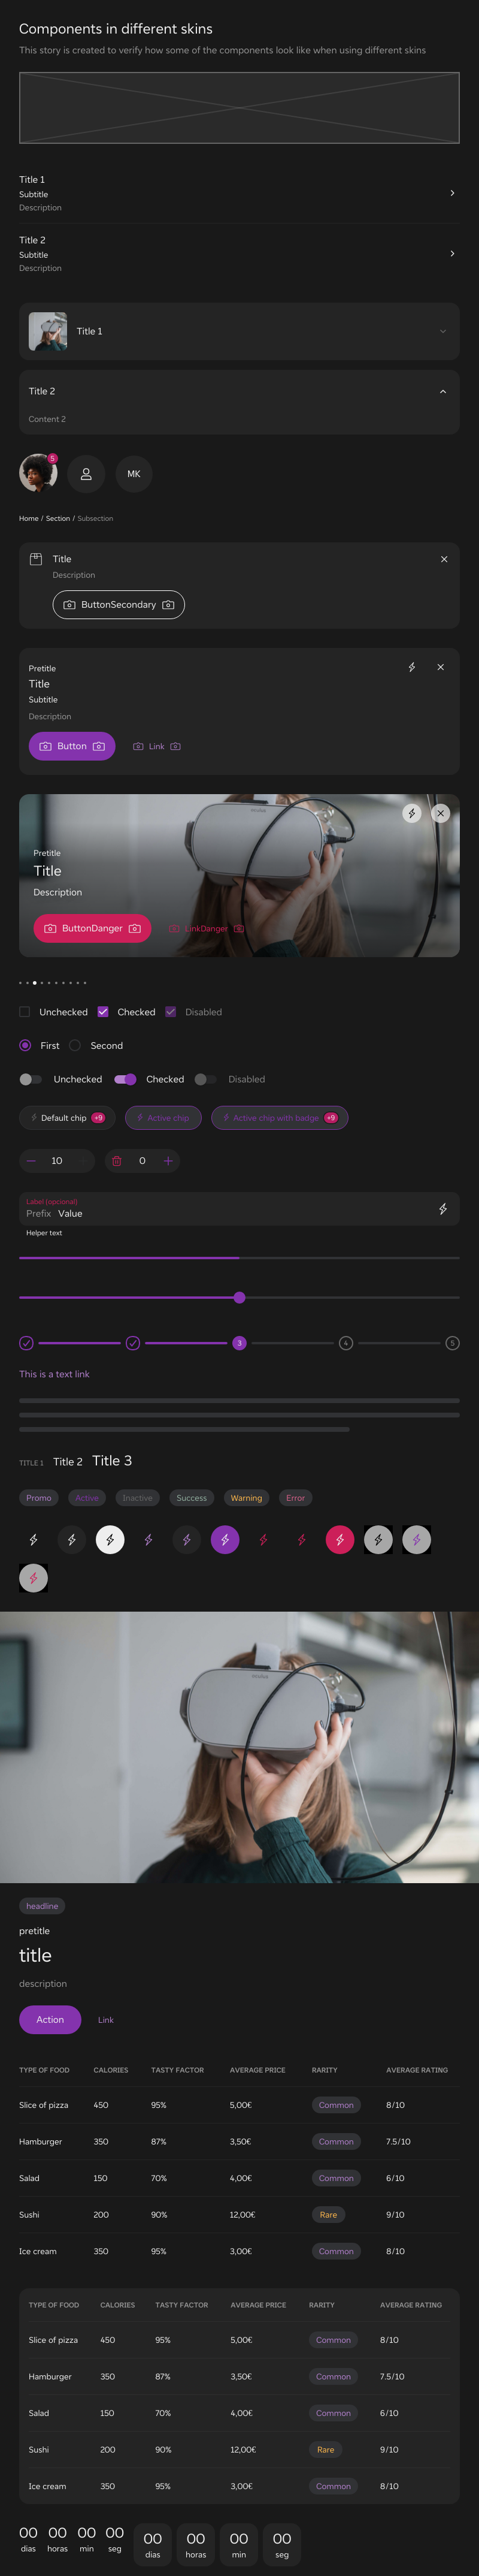 Components in different skins
This story is created to verify how some of the components look like when using different skins
Title 1
Subtitle
Description
Title 2
Subtitle
Description
Title 1
Title 2
Content 2
5
MK
Home / Section / Subsection
Title
Description
ButtonSecondary
Pretitle
Title
Subtitle
Description
Button Link
oculus
Pretitle
Title
Description
ButtonDanger LinkDanger
Unchecked Checked Disabled
First Second
Unchecked Checked Disabled
Default chip +9 Active chip Active chip with badge +9
10 0
Label (optional)
Prefix Value
Helper text
3 4 5
This is a text link
TITLE 1 Title 2 Title 3
Promo Active Inactive Success Warning Error
oculus
headline
pretitle
title
description
Action Link
TYPE OF FOOD CALORIES TASTY FACTOR AVERAGE PRICE RARITY AVERAGE RATING
Slice of pizza 450 95% 5,00€ Common 8/10
Hamburger 350 87% 3,50€ Common 7.5/10
Salad 150 70% 4,00€ Common 6/10
Sushi 200 90% 12,00€ Rare 9/10
Ice cream 350 95% 3,00€ Common 8/10
TYPE OF FOOD CALORIES TASTY FACTOR AVERAGE PRICE RARITY AVERAGE RATING
Slice of pizza 450 95% 5,00€ Common 8/10
Hamburger 350 87% 3,50€ Common 7.5/10
Salad 150 70% 4,00€ Common 6/10
Sushi 200 90% 12,00€ Rare 9/10
Ice cream 350 95% 3,00€ Common 8/10
00 00 00 00 00 00 00 00
dias horas min seg dias horas min seg